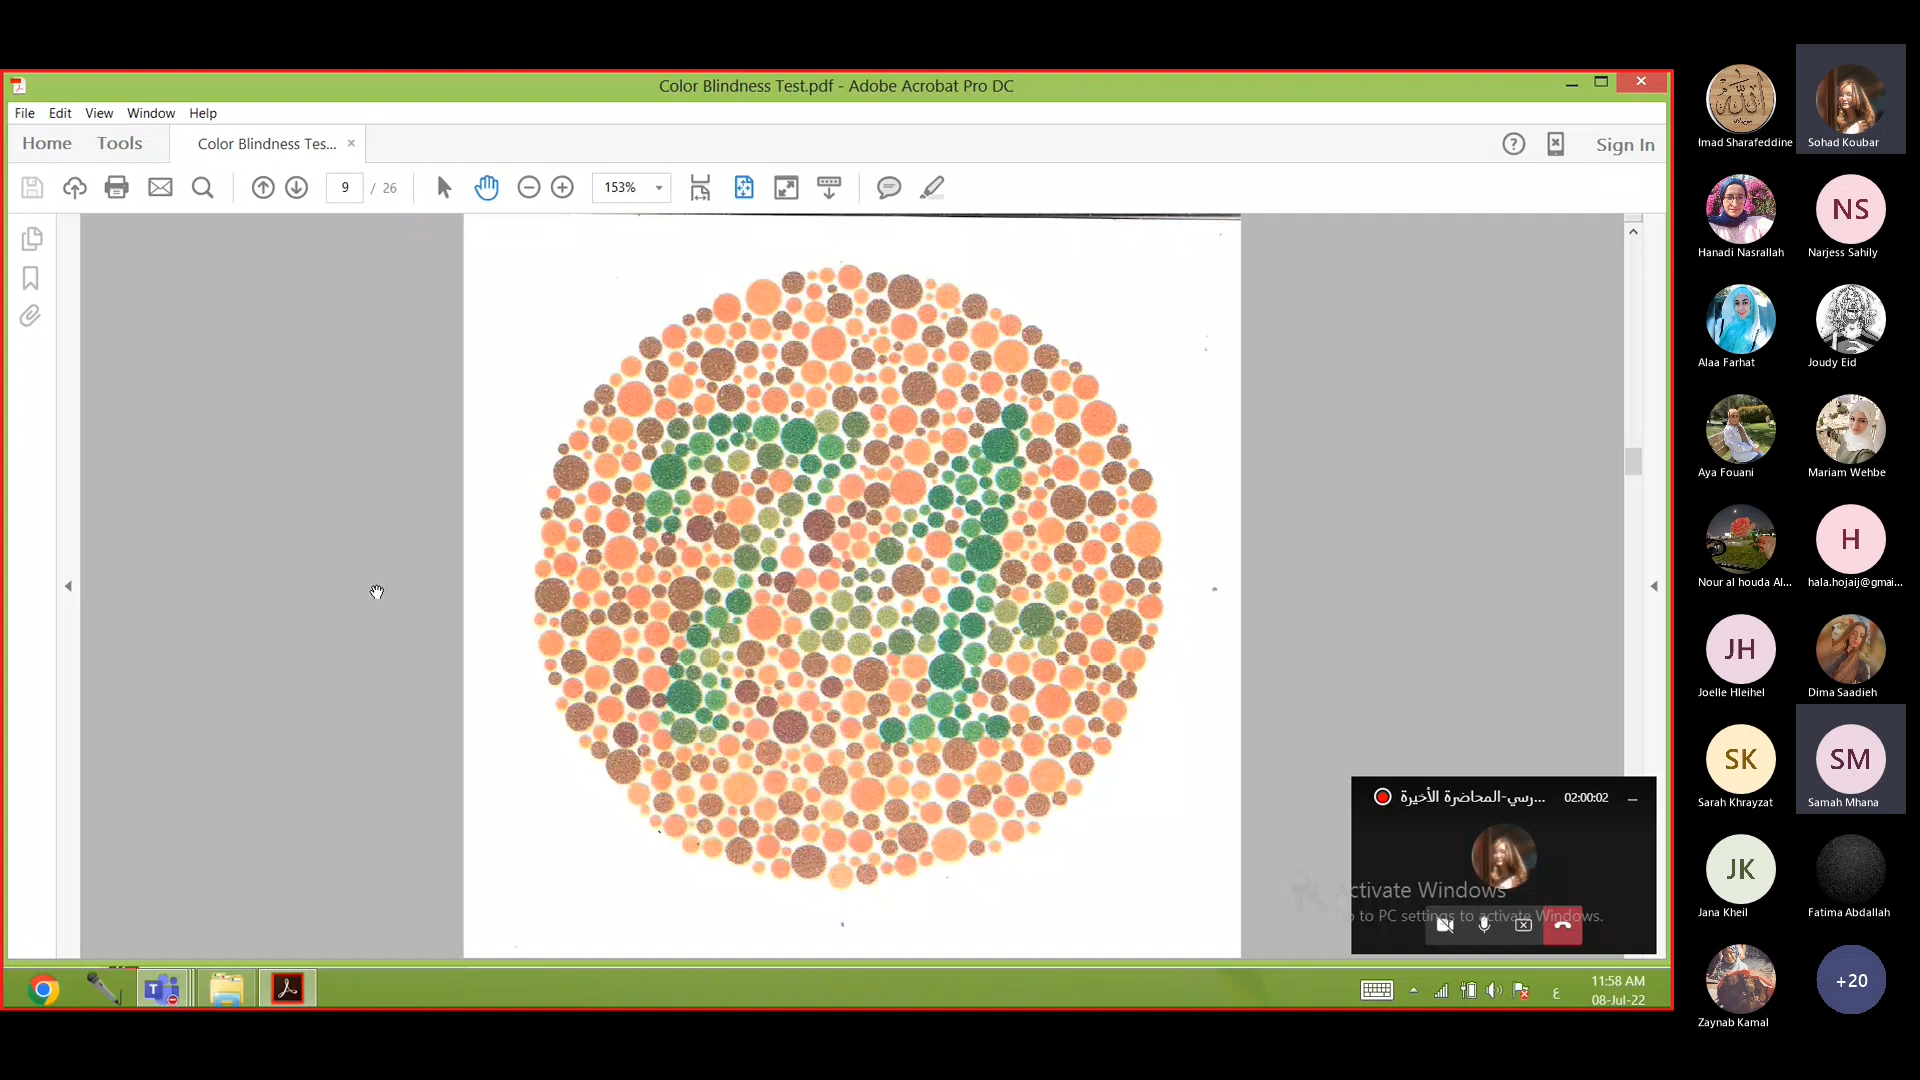 Color Blindness Test.pdf - Adobe Acrobat Pro DC
File Edit View Window Help
Home Tools Color Blindness Tes... Sign In
9 / 26 153%
74
...رسي-المحاضرة الأخيرة 02:00:02
Activate Windows
Go to PC settings to activate Windows.
ع 11:58 AM
08-Jul-22
Imad Sharafeddine Sohad Koubar
NS
Hanadi Nasrallah Narjess Sahily
Alaa Farhat Joudy Eid
Aya Fouani Mariam Wehbe
H
Nour al houda Al... hala.hojaij@gmai...
JH
Joelle Hleihel Dima Saadieh
SK SM
Sarah Khrayzat Samah Mhana
JK
Jana Kheil Fatima Abdallah
+20
Zaynab Kamal